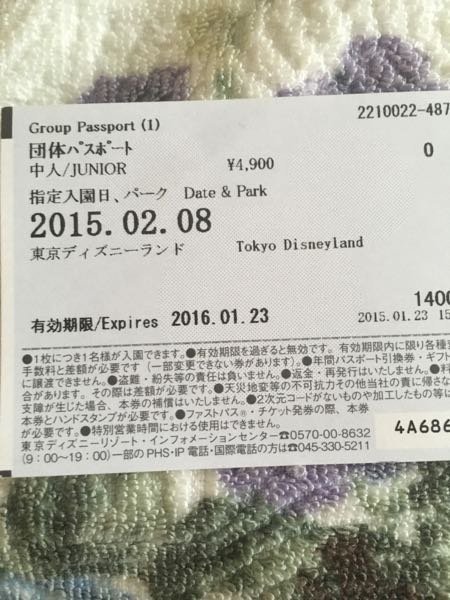 Group Passport (1) 2210022-487
団体パスポート 0
中人/JUNIOR ¥4,900
指定入園日、パーク Date & Park
2015.02.08
東京ディズニーランド Tokyo Disneyland
1400
有効期限/Expires 2016.01.23 2015.01.23 15
●1枚につき1名様が入園できます。●有効期限を過ぎると無効です。有効期限内に限り各種変
手数料と差額が必要です（一部変更できない券があります）。●年間パスポート引換券・ギフト
に譲渡できません。●盗難・紛失等の責任は負いません。●返金・再発行はいたしません。●料
合があります。その際は差額が必要です。●天災地変等の不可抗力その他当社の責に帰さな
支障が生じた場合、本券の補償はいたしません。●2次元コードがないものや加工したもの等に
本券とハンドスタンプが必要です。●ファストパス®・チケット発券の際、本券
が必要です。●特別営業時間における使用はできません。
東京ディズニーリゾート・インフォメーションセンター☎0570-00-8632 4A686
(9：00〜19：00) 一部のPHS・IP電話・国際電話の方は☎045-330-5211